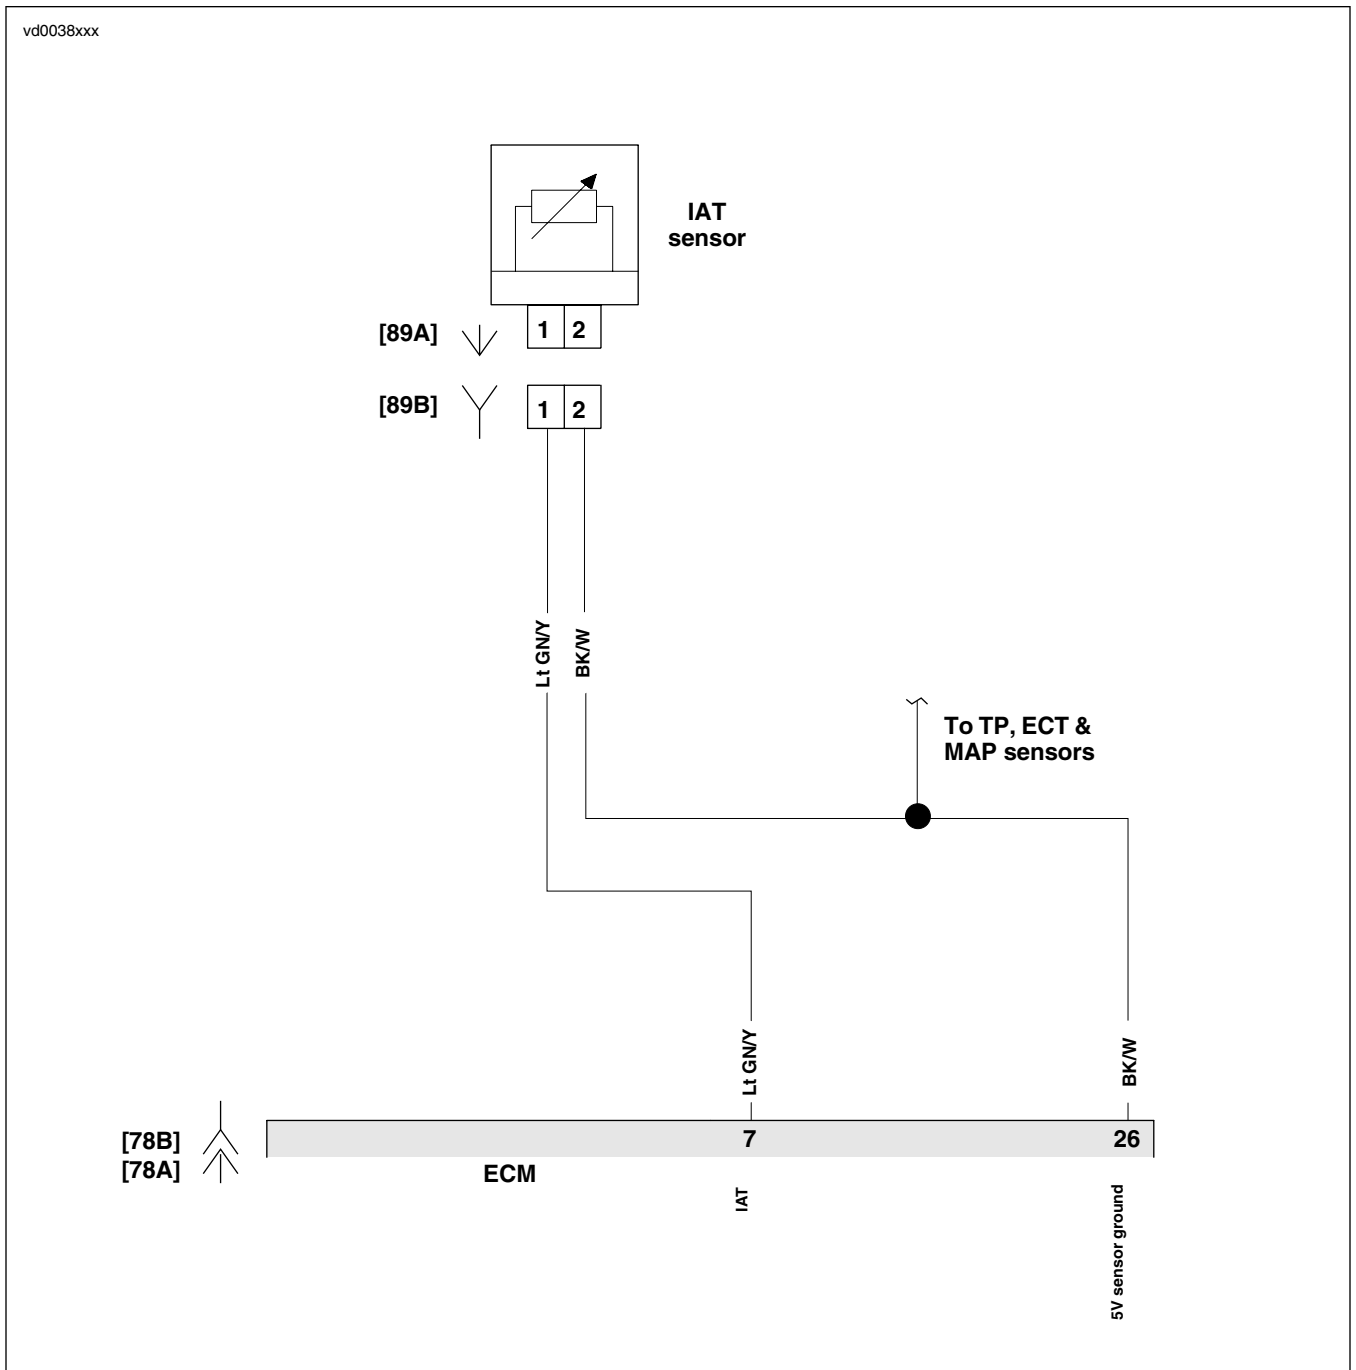 vd0038xxx
IAT
sensor
[89A]
1 2
[89B]
1 2
Lt GN/Y
BK/W
To TP, ECT &
MAP sensors
Lt GN/Y
BK/W
[78B]
7
26
[78A]
ECM
IAT
5V sensor ground